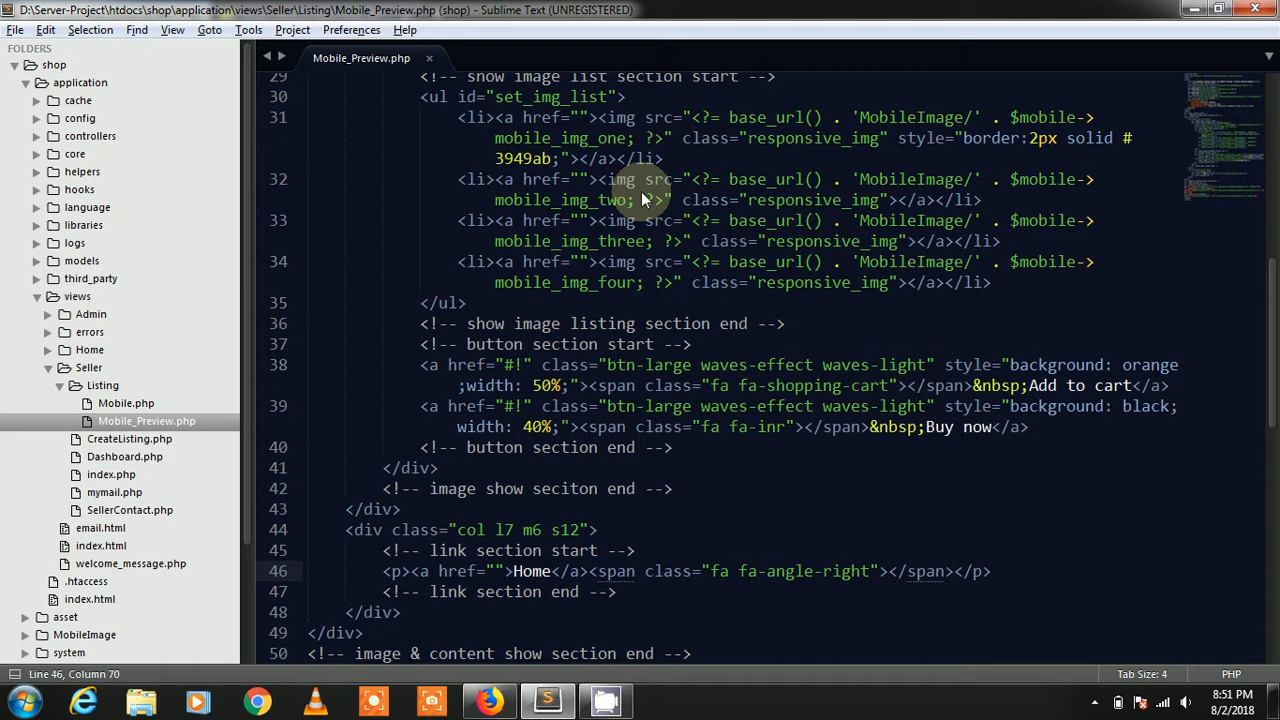 D:\Server-Project\htdocs\shop\application\views\Seller\Listing\Mobile_Preview.php (shop) - Sublime Text (UNREGISTERED)
File Edit Selection Find View Goto Tools Project Preferences Help
FOLDERS
shop
application
cache
config
controllers
core
helpers
hooks
language
libraries
logs
models
third_party
views
Admin
errors
Home
Seller
Listing
Mobile.php
Mobile_Preview.php
CreateListing.php
Dashboard.php
index.php
mymail.php
SellerContact.php
email.html
index.html
welcome_message.php
.htaccess
index.html
asset
MobileImage
system
Mobile_Preview.php
29 <!-- show image list section start -->
30 <ul id="set_img_list">
31 <li><a href=""><img src="<?= base_url() . 'MobileImage/' . $mobile->
mobile_img_one; ?>" class="responsive_img" style="border:2px solid #
3949ab;"></a></li>
32 <li><a href=""><img src="<?= base_url() . 'MobileImage/' . $mobile->
mobile_img_two; ?>" class="responsive_img"></a></li>
33 <li><a href=""><img src="<?= base_url() . 'MobileImage/' . $mobile->
mobile_img_three; ?>" class="responsive_img"></a></li>
34 <li><a href=""><img src="<?= base_url() . 'MobileImage/' . $mobile->
mobile_img_four; ?>" class="responsive_img"></a></li>
35 </ul>
36 <!-- show image listing section end -->
37 <!-- button section start -->
38 <a href="#!" class="btn-large waves-effect waves-light" style="background: orange
;width: 50%;"><span class="fa fa-shopping-cart"></span>&nbsp;Add to cart</a>
39 <a href="#!" class="btn-large waves-effect waves-light" style="background: black;
width: 40%;"><span class="fa fa-inr"></span>&nbsp;Buy now</a>
40 <!-- button section end -->
41 </div>
42 <!-- image show seciton end -->
43 </div>
44 <div class="col l7 m6 s12">
45 <!-- link section start -->
46 <p><a href="">Home</a><span class="fa fa-angle-right"></span></p>
47 <!-- link section end -->
48 </div>
49 </div>
50 <!-- image & content show section end -->
Line 46, Column 70
Tab Size: 4
PHP
8:51 PM
8/2/2018